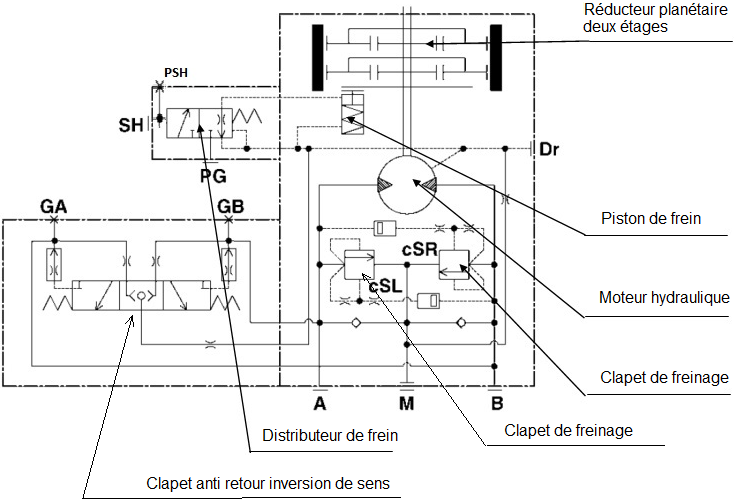 Réducteur planétaire
deux étages
PSH
SH
PG
Dr
GA
GB
Piston de frein
cSR
cSL
Moteur hydraulique
Clapet de freinage
A
M
B
Clapet de freinage
Distributeur de frein
Clapet anti retour inversion de sens